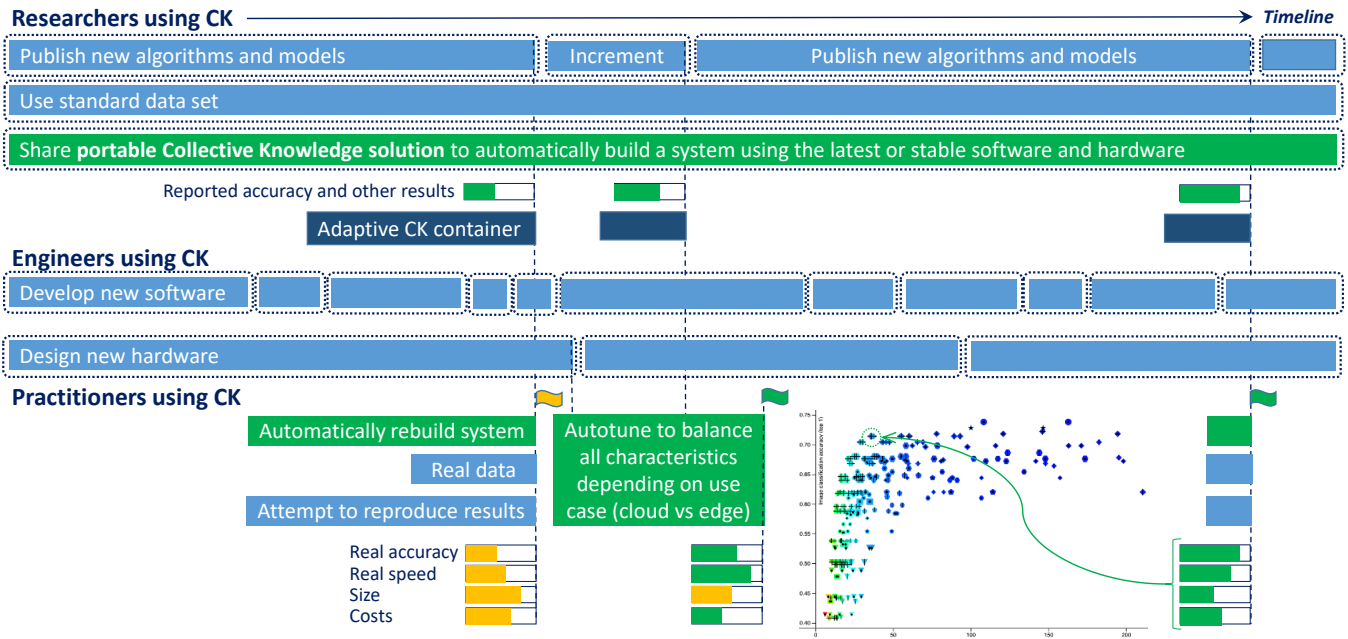 Researchers using CK
Timeline
Publish new algorithms and models
Increment
Publish new algorithms and models
Use standard data set
Share portable Collective Knowledge solution to automatically build a system using the latest or stable software and hardware
Reported accuracy and other results
Adaptive CK container
Engineers using CK
Develop new software
Design new hardware
Practitioners using CK
Automatically rebuild system
Real data
Attempt to reproduce results
Autotune to balance
all characteristics
depending on use
case (cloud vs edge)
Real accuracy
Real speed
Size
Costs
Image classification accuracy (top 1)
0.75
0.70
0.65
0.60
0.55
0.50
0.45
0.40
0
50
100
150
200